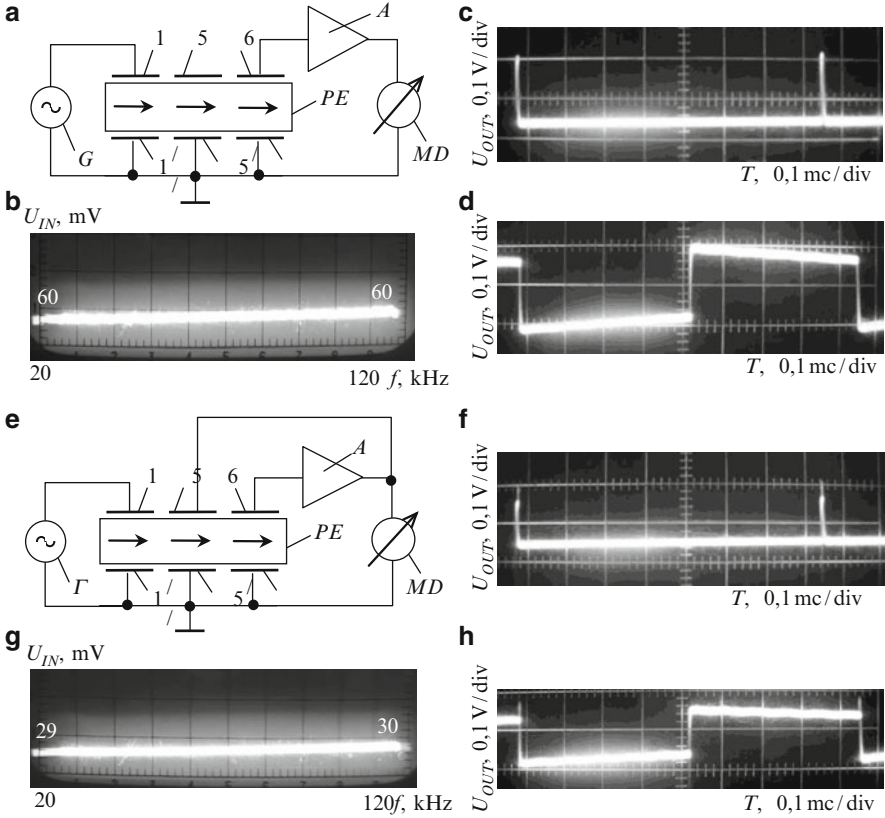 a
1 5 6 A
PE
G
1/ 5/
MD
b
U_IN, mV
60 60
20 120 f, kHz
c
U_OUT, 0,1 V/div
T, 0,1 mc/div
d
U_OUT, 0,1 V/div
T, 0,1 mc/div
e
1 5 6 A
PE
Г
1/ 5/
MD
f
U_OUT, 0,1 V/div
T, 0,1 mc/div
g
U_IN, mV
29 30
20 120f, kHz
h
U_OUT, 0,1 V/div
T, 0,1 mc/div